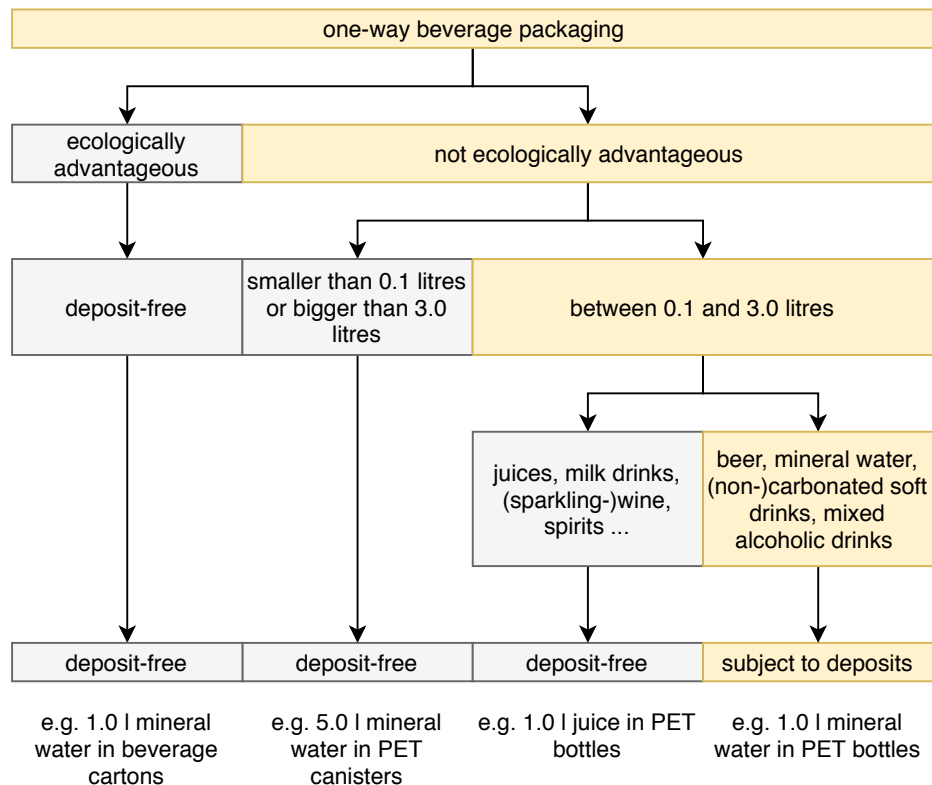 one-way beverage packaging
ecologically
advantageous
not ecologically advantageous
deposit-free
smaller than 0.1 litres
or bigger than 3.0
litres
between 0.1 and 3.0 litres
juices, milk drinks,
(sparkling-)wine,
spirits ...
beer, mineral water,
(non-)carbonated soft
drinks, mixed
alcoholic drinks
deposit-free
deposit-free
deposit-free
subject to deposits
e.g. 1.0 l mineral
water in beverage
cartons
e.g. 5.0 l mineral
water in PET
canisters
e.g. 1.0 l juice in PET
bottles
e.g. 1.0 l mineral
water in PET bottles